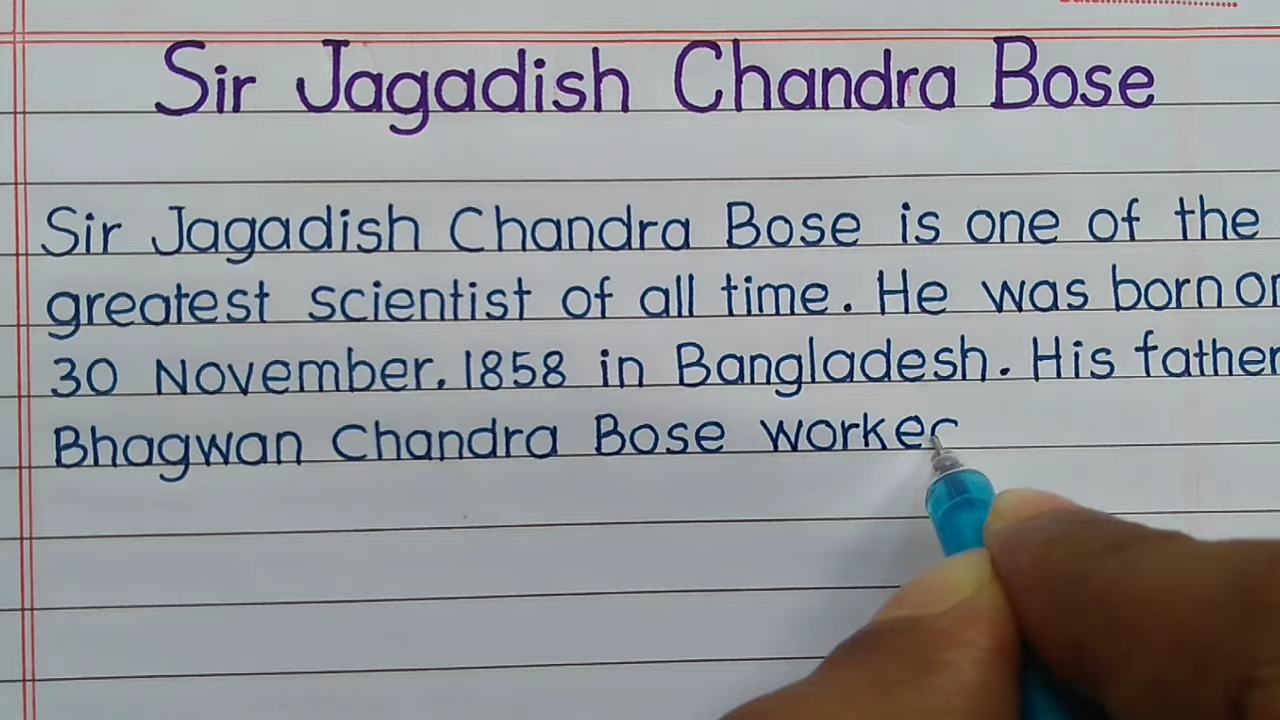 Sir Jagadish Chandra Bose
Sir Jagadish Chandra Bose is one of the
greatest scientist of all time. He was born
30 November, 1858 in Bangladesh. His father
Bhagwan Chandra Bose